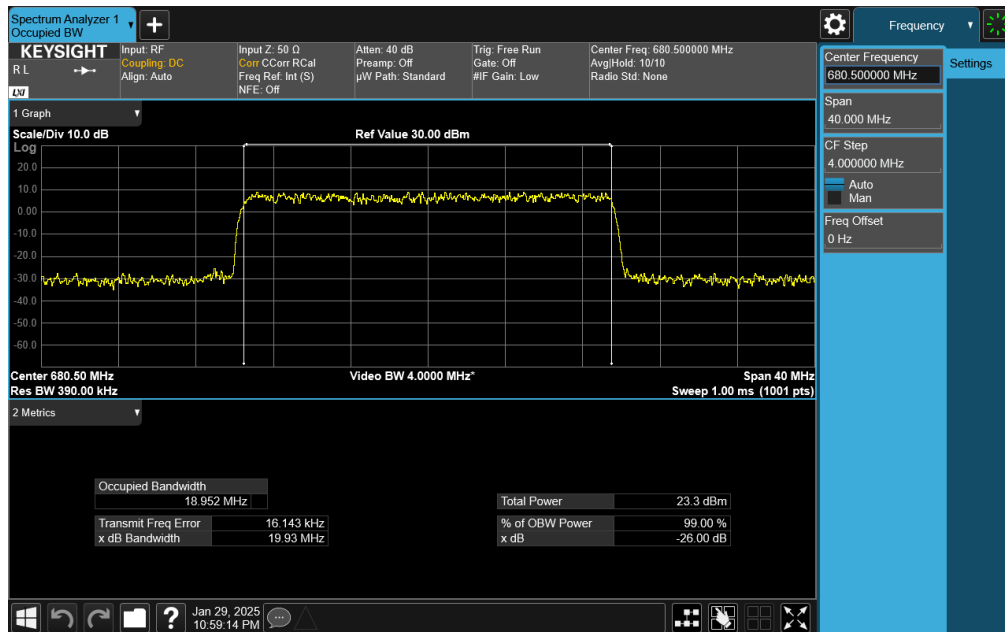 Spectrum Analyzer 1
Occupied BW
Frequency
KEYSIGHT
R L
LXI
Input: RF
Coupling: DC
Align: Auto
Input Z: 50 Ω
Corr CCorr RCal
Freq Ref: Int (S)
NFE: Off
Atten: 40 dB
Preamp: Off
µW Path: Standard
Trig: Free Run
Gate: Off
#IF Gain: Low
Center Freq: 680.500000 MHz
Avg|Hold: 10/10
Radio Std: None
Center Frequency
680.500000 MHz
Settings
Span
40.000 MHz
CF Step
4.000000 MHz
Auto
Man
Freq Offset
0 Hz
1 Graph
Scale/Div 10.0 dB
Ref Value 30.00 dBm
Log
20.0
10.0
0.00
-10.0
-20.0
-30.0
-40.0
-50.0
-60.0
Center 680.50 MHz
Video BW 4.0000 MHz*
Span 40 MHz
Res BW 390.00 kHz
Sweep 1.00 ms (1001 pts)
2 Metrics
Occupied Bandwidth
18.952 MHz
Total Power 23.3 dBm
Transmit Freq Error 16.143 kHz
% of OBW Power 99.00 %
x dB Bandwidth 19.93 MHz
x dB -26.00 dB
?
Jan 29, 2025
10:59:14 PM